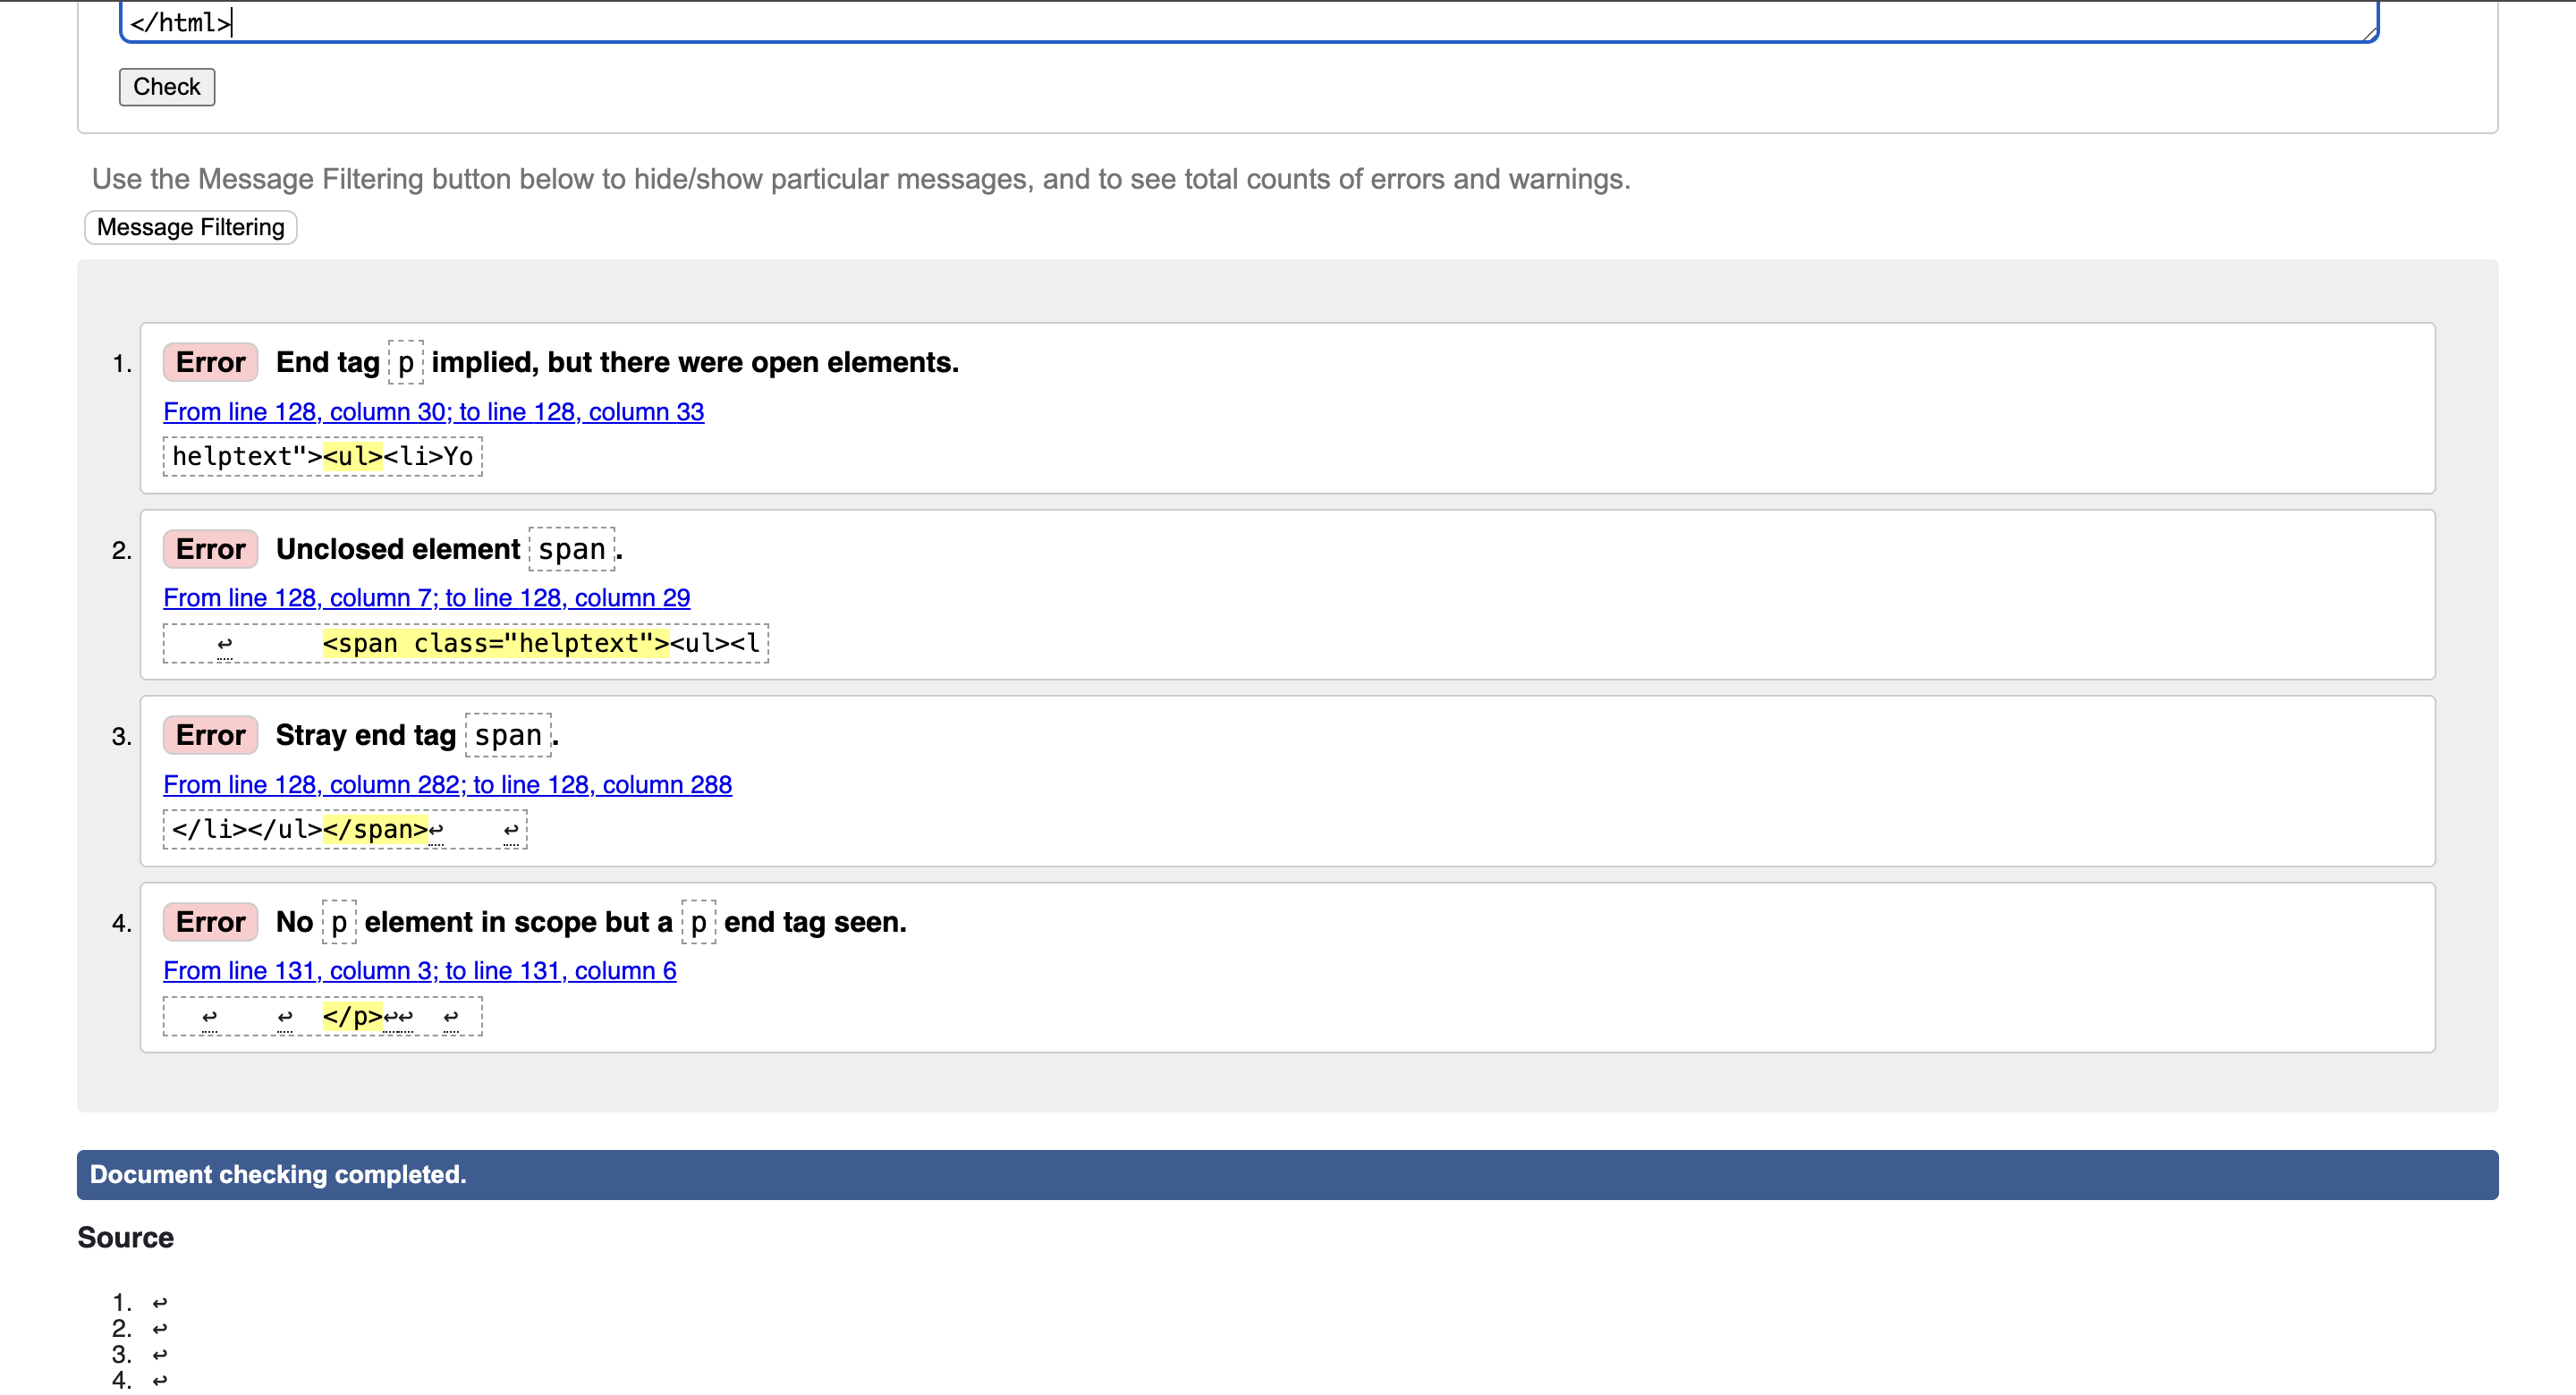 </html>
Check
Use the Message Filtering button below to hide/show particular messages, and to see total counts of errors and warnings.
Message Filtering
1. Error End tag p implied, but there were open elements.
From line 128, column 30; to line 128, column 33
helptext"><ul><li>Yo
2. Error Unclosed element span.
From line 128, column 7; to line 128, column 29
↩ <span class="helptext"><ul><l
3. Error Stray end tag span.
From line 128, column 282; to line 128, column 288
</li></ul></span>↩ ↩
4. Error No p element in scope but a p end tag seen.
From line 131, column 3; to line 131, column 6
↩ ↩ </p>↩↩ ↩
Document checking completed.
Source
1. ↩
2. ↩
3. ↩
4. ↩